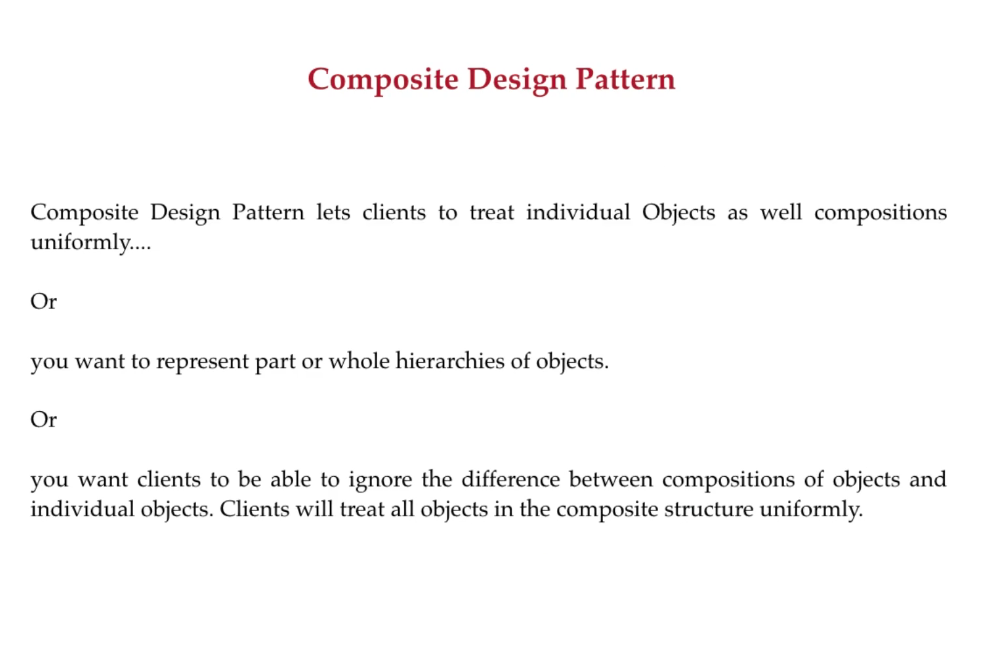 Composite Design Pattern
Composite Design Pattern lets clients to treat individual Objects as well compositions
uniformly....
Or
you want to represent part or whole hierarchies of objects.
Or
you want clients to be able to ignore the difference between compositions of objects and
individual objects. Clients will treat all objects in the composite structure uniformly.